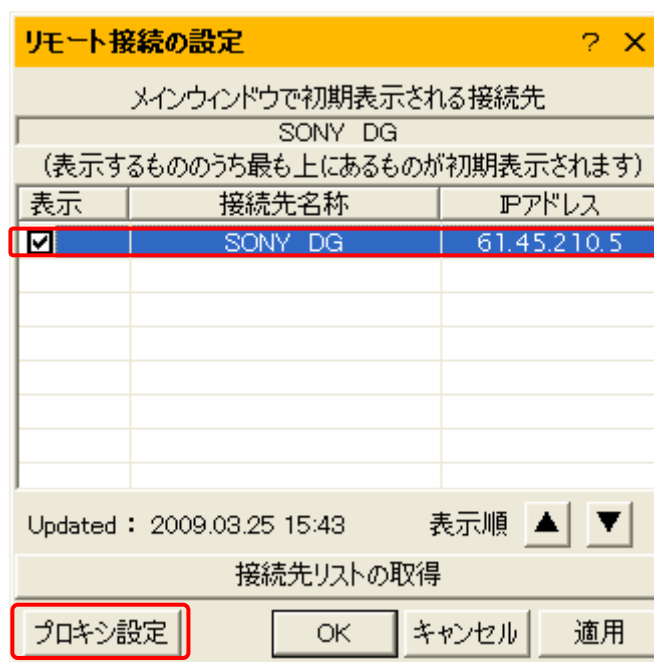 リモート接続の設定 ? ×
メインウィンドウで初期表示される接続先
SONY DG
(表示するもののうち最も上にあるものが初期表示されます)
表示 接続先名称 IPアドレス
SONY DG 61.45.210.5
Updated : 2009.03.25 15:43 表示順 ▲ ▼
接続先リストの取得
プロキシ設定 OK キャンセル 適用